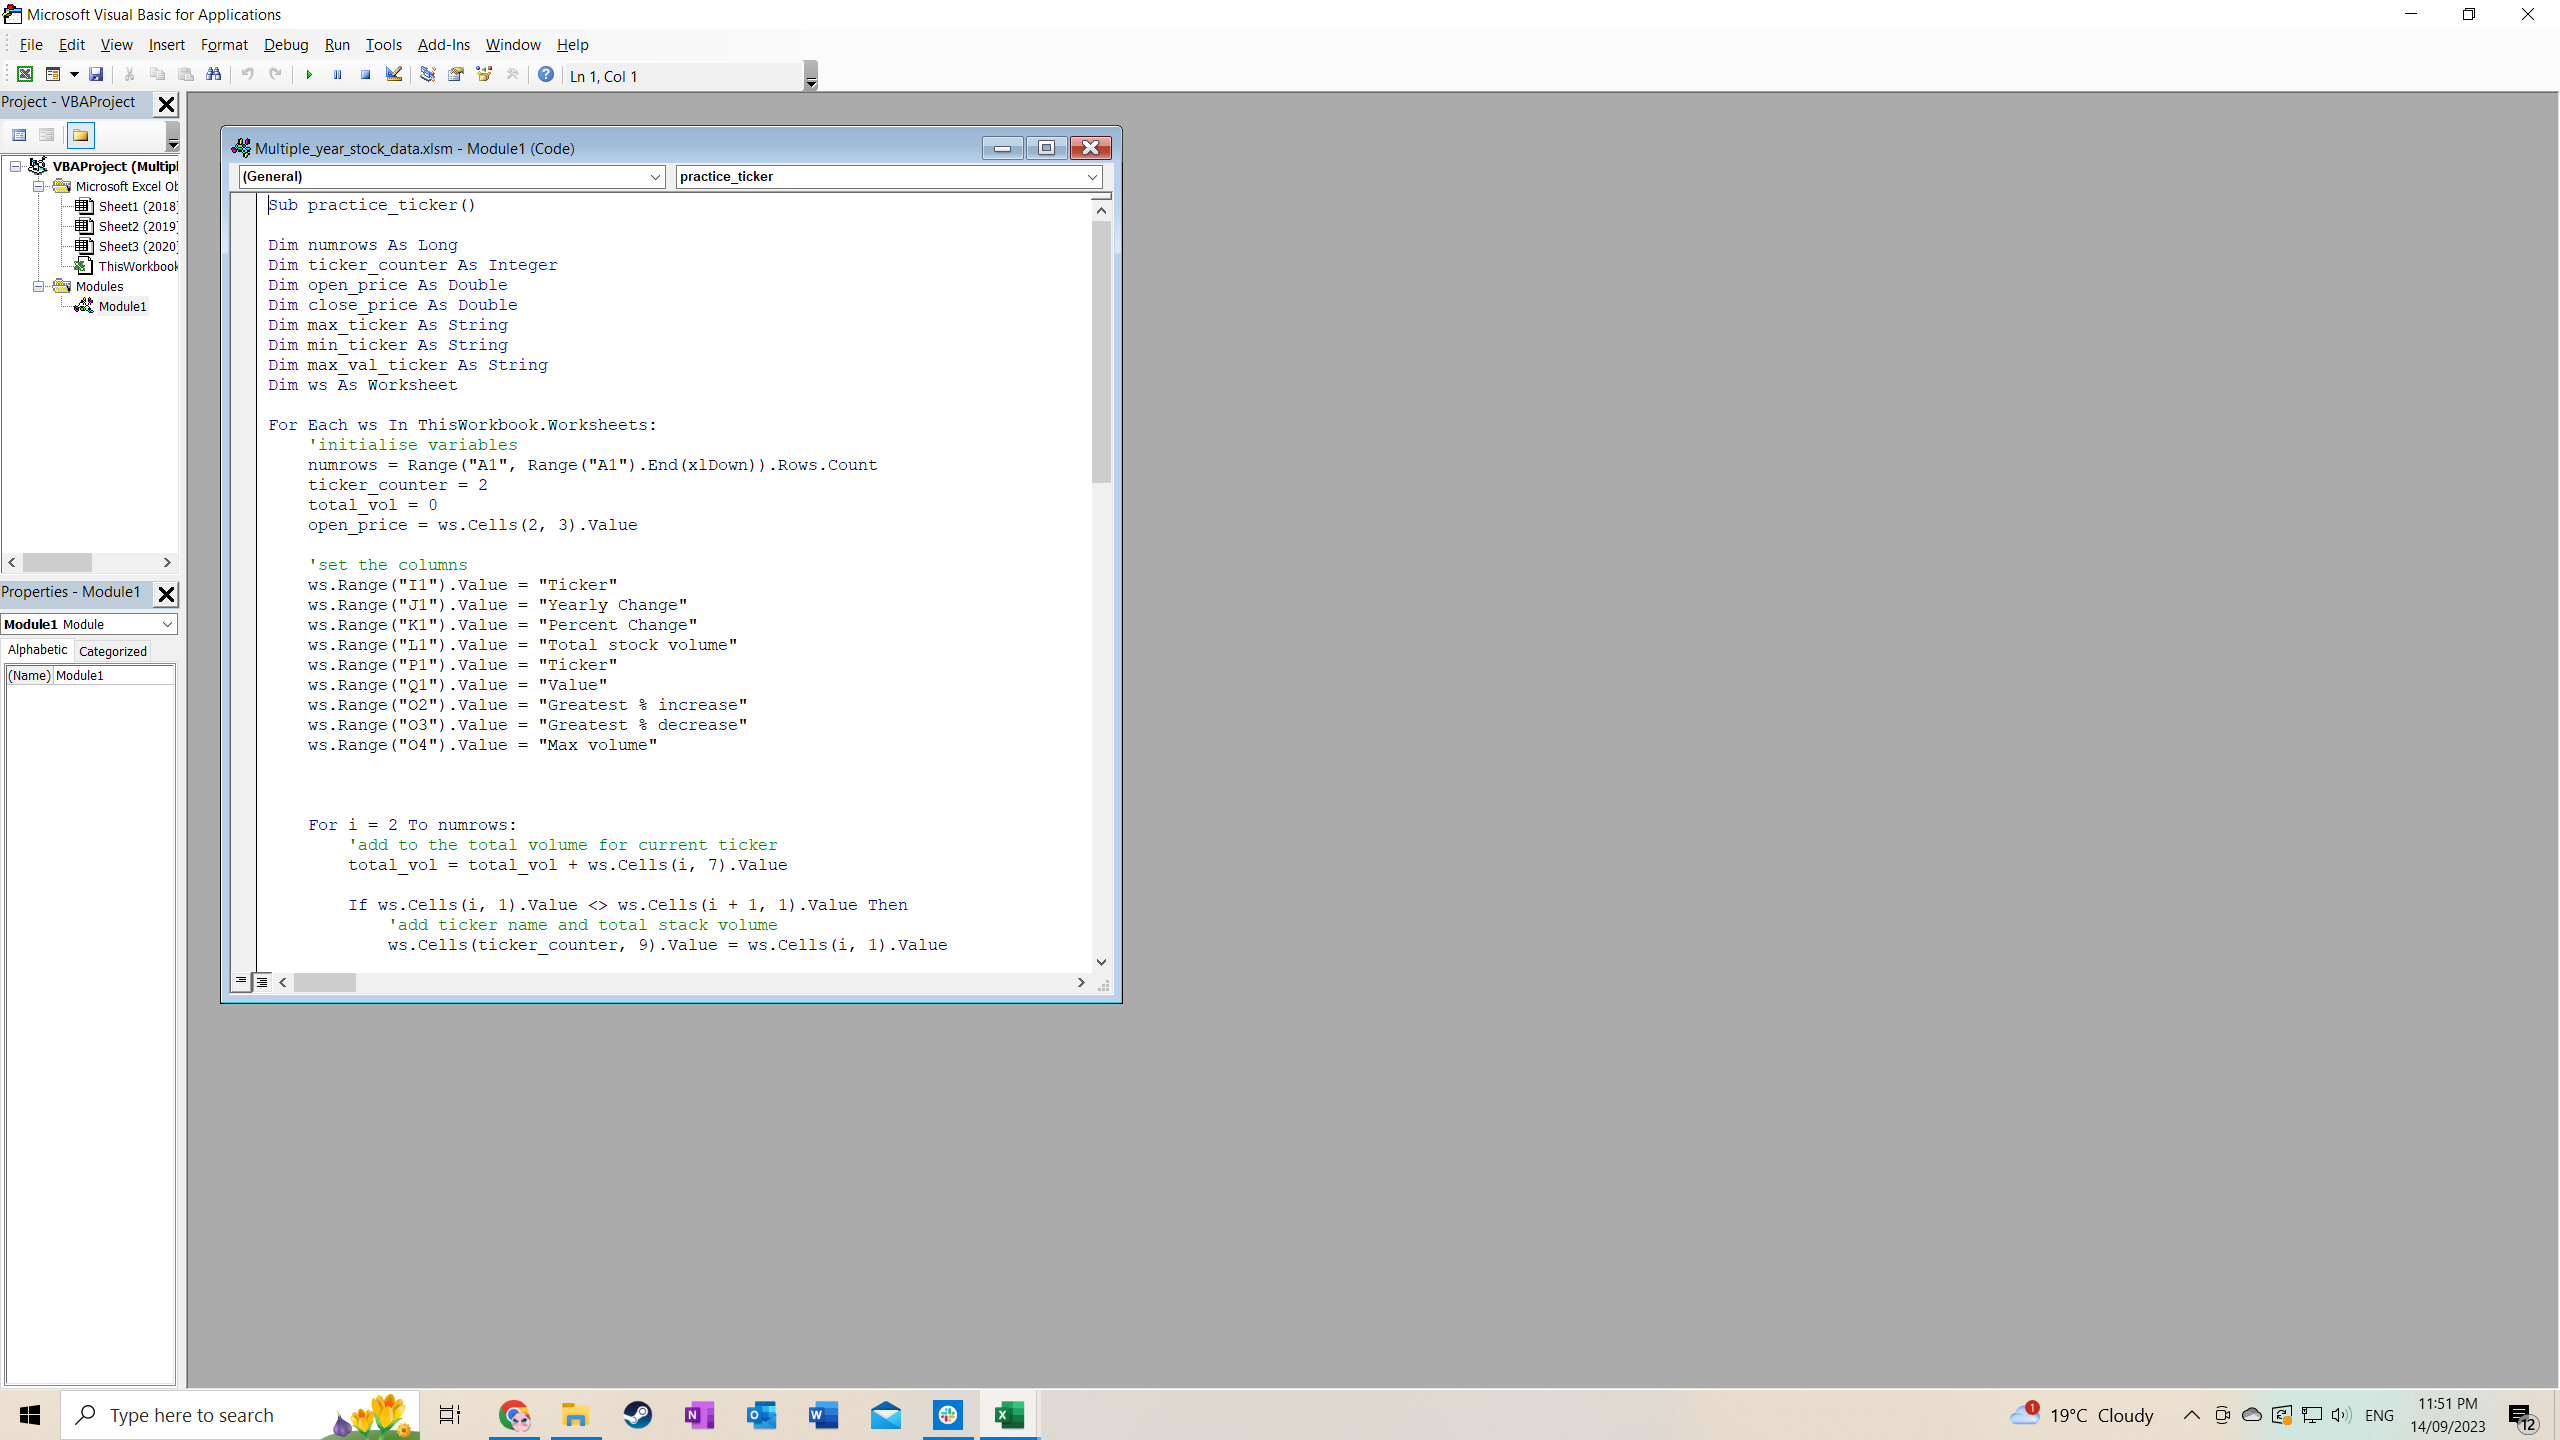 Microsoft Visual Basic for Applications
File Edit View Insert Format Debug Run Tools Add-Ins Window Help
Ln 1, Col 1
Project - VBAProject
VBAProject (Multipl
Microsoft Excel Ob
Sheet1 (2018)
Sheet2 (2019)
Sheet3 (2020)
ThisWorkbook
Modules
Module1
Properties - Module1
Module1 Module
Alphabetic Categorized
(Name) Module1
Multiple_year_stock_data.xlsm - Module1 (Code)
(General) practice_ticker
Sub practice_ticker()
Dim numrows As Long
Dim ticker_counter As Integer
Dim open_price As Double
Dim close_price As Double
Dim max_ticker As String
Dim min_ticker As String
Dim max_val_ticker As String
Dim ws As Worksheet
For Each ws In ThisWorkbook.Worksheets:
'initialise variables
numrows = Range("A1", Range("A1").End(xlDown)).Rows.Count
ticker_counter = 2
total_vol = 0
open_price = ws.Cells(2, 3).Value
'set the columns
ws.Range("I1").Value = "Ticker"
ws.Range("J1").Value = "Yearly Change"
ws.Range("K1").Value = "Percent Change"
ws.Range("L1").Value = "Total stock volume"
ws.Range("P1").Value = "Ticker"
ws.Range("Q1").Value = "Value"
ws.Range("O2").Value = "Greatest % increase"
ws.Range("O3").Value = "Greatest % decrease"
ws.Range("O4").Value = "Max volume"
For i = 2 To numrows:
'add to the total volume for current ticker
total_vol = total_vol + ws.Cells(i, 7).Value
If ws.Cells(i, 1).Value <> ws.Cells(i + 1, 1).Value Then
'add ticker name and total stack volume
ws.Cells(ticker_counter, 9).Value = ws.Cells(i, 1).Value
Type here to search
1
19°C Cloudy
ENG
11:51 PM
14/09/2023
12